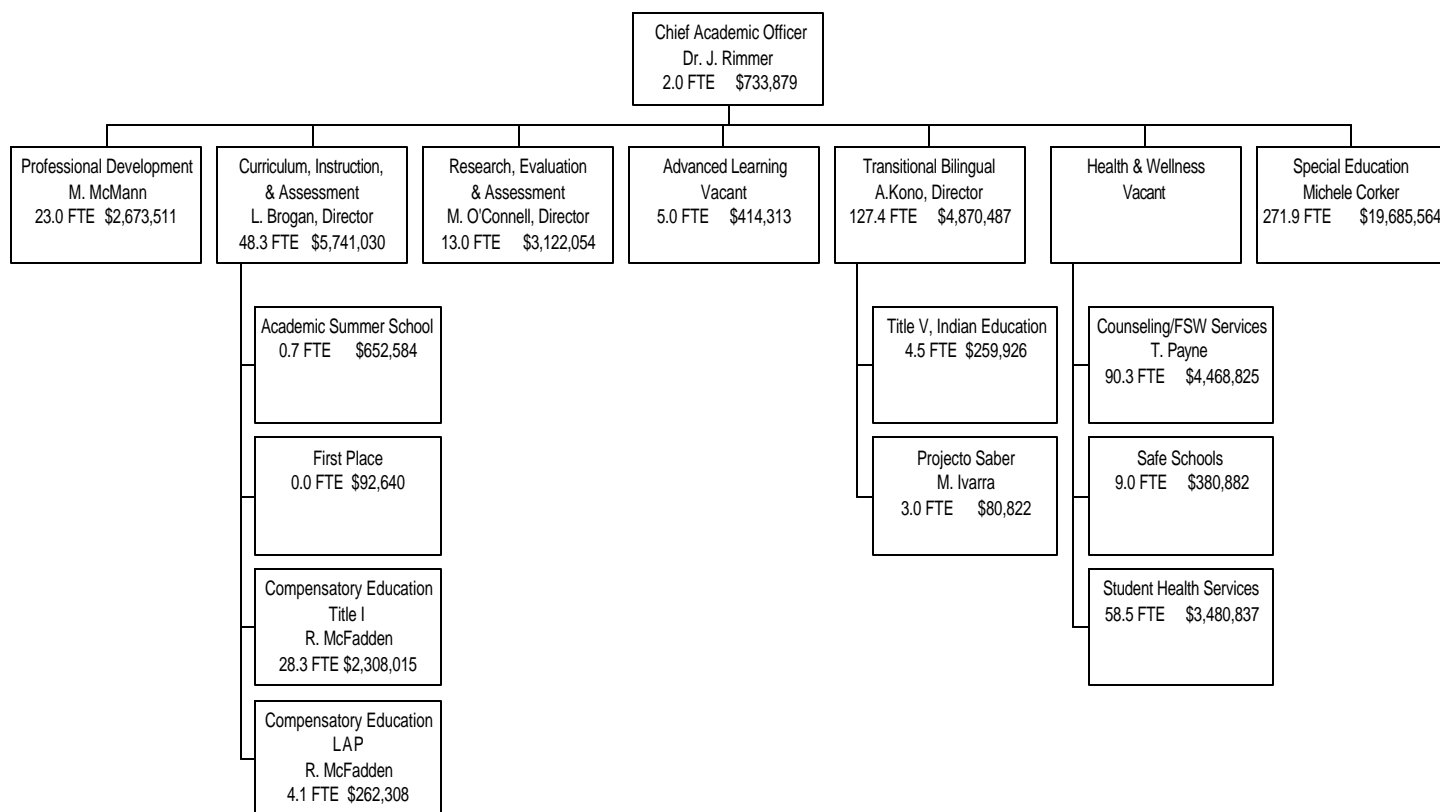 Chief Academic Officer
Dr. J. Rimmer
2.0 FTE $733,879
Professional Development
M. McMann
23.0 FTE $2,673,511
Curriculum, Instruction,
& Assessment
L. Brogan, Director
48.3 FTE $5,741,030
Research, Evaluation
& Assessment
M. O'Connell, Director
13.0 FTE $3,122,054
Advanced Learning
Vacant
5.0 FTE $414,313
Transitional Bilingual
A.Kono, Director
127.4 FTE $4,870,487
Health & Wellness
Vacant
Special Education
Michele Corker
271.9 FTE $19,685,564
Academic Summer School
0.7 FTE $652,584
First Place
0.0 FTE $92,640
Compensatory Education
Title I
R. McFadden
28.3 FTE $2,308,015
Compensatory Education
LAP
R. McFadden
4.1 FTE $262,308
Title V, Indian Education
4.5 FTE $259,926
Projecto Saber
M. Ivarra
3.0 FTE $80,822
Counseling/FSW Services
T. Payne
90.3 FTE $4,468,825
Safe Schools
9.0 FTE $380,882
Student Health Services
58.5 FTE $3,480,837